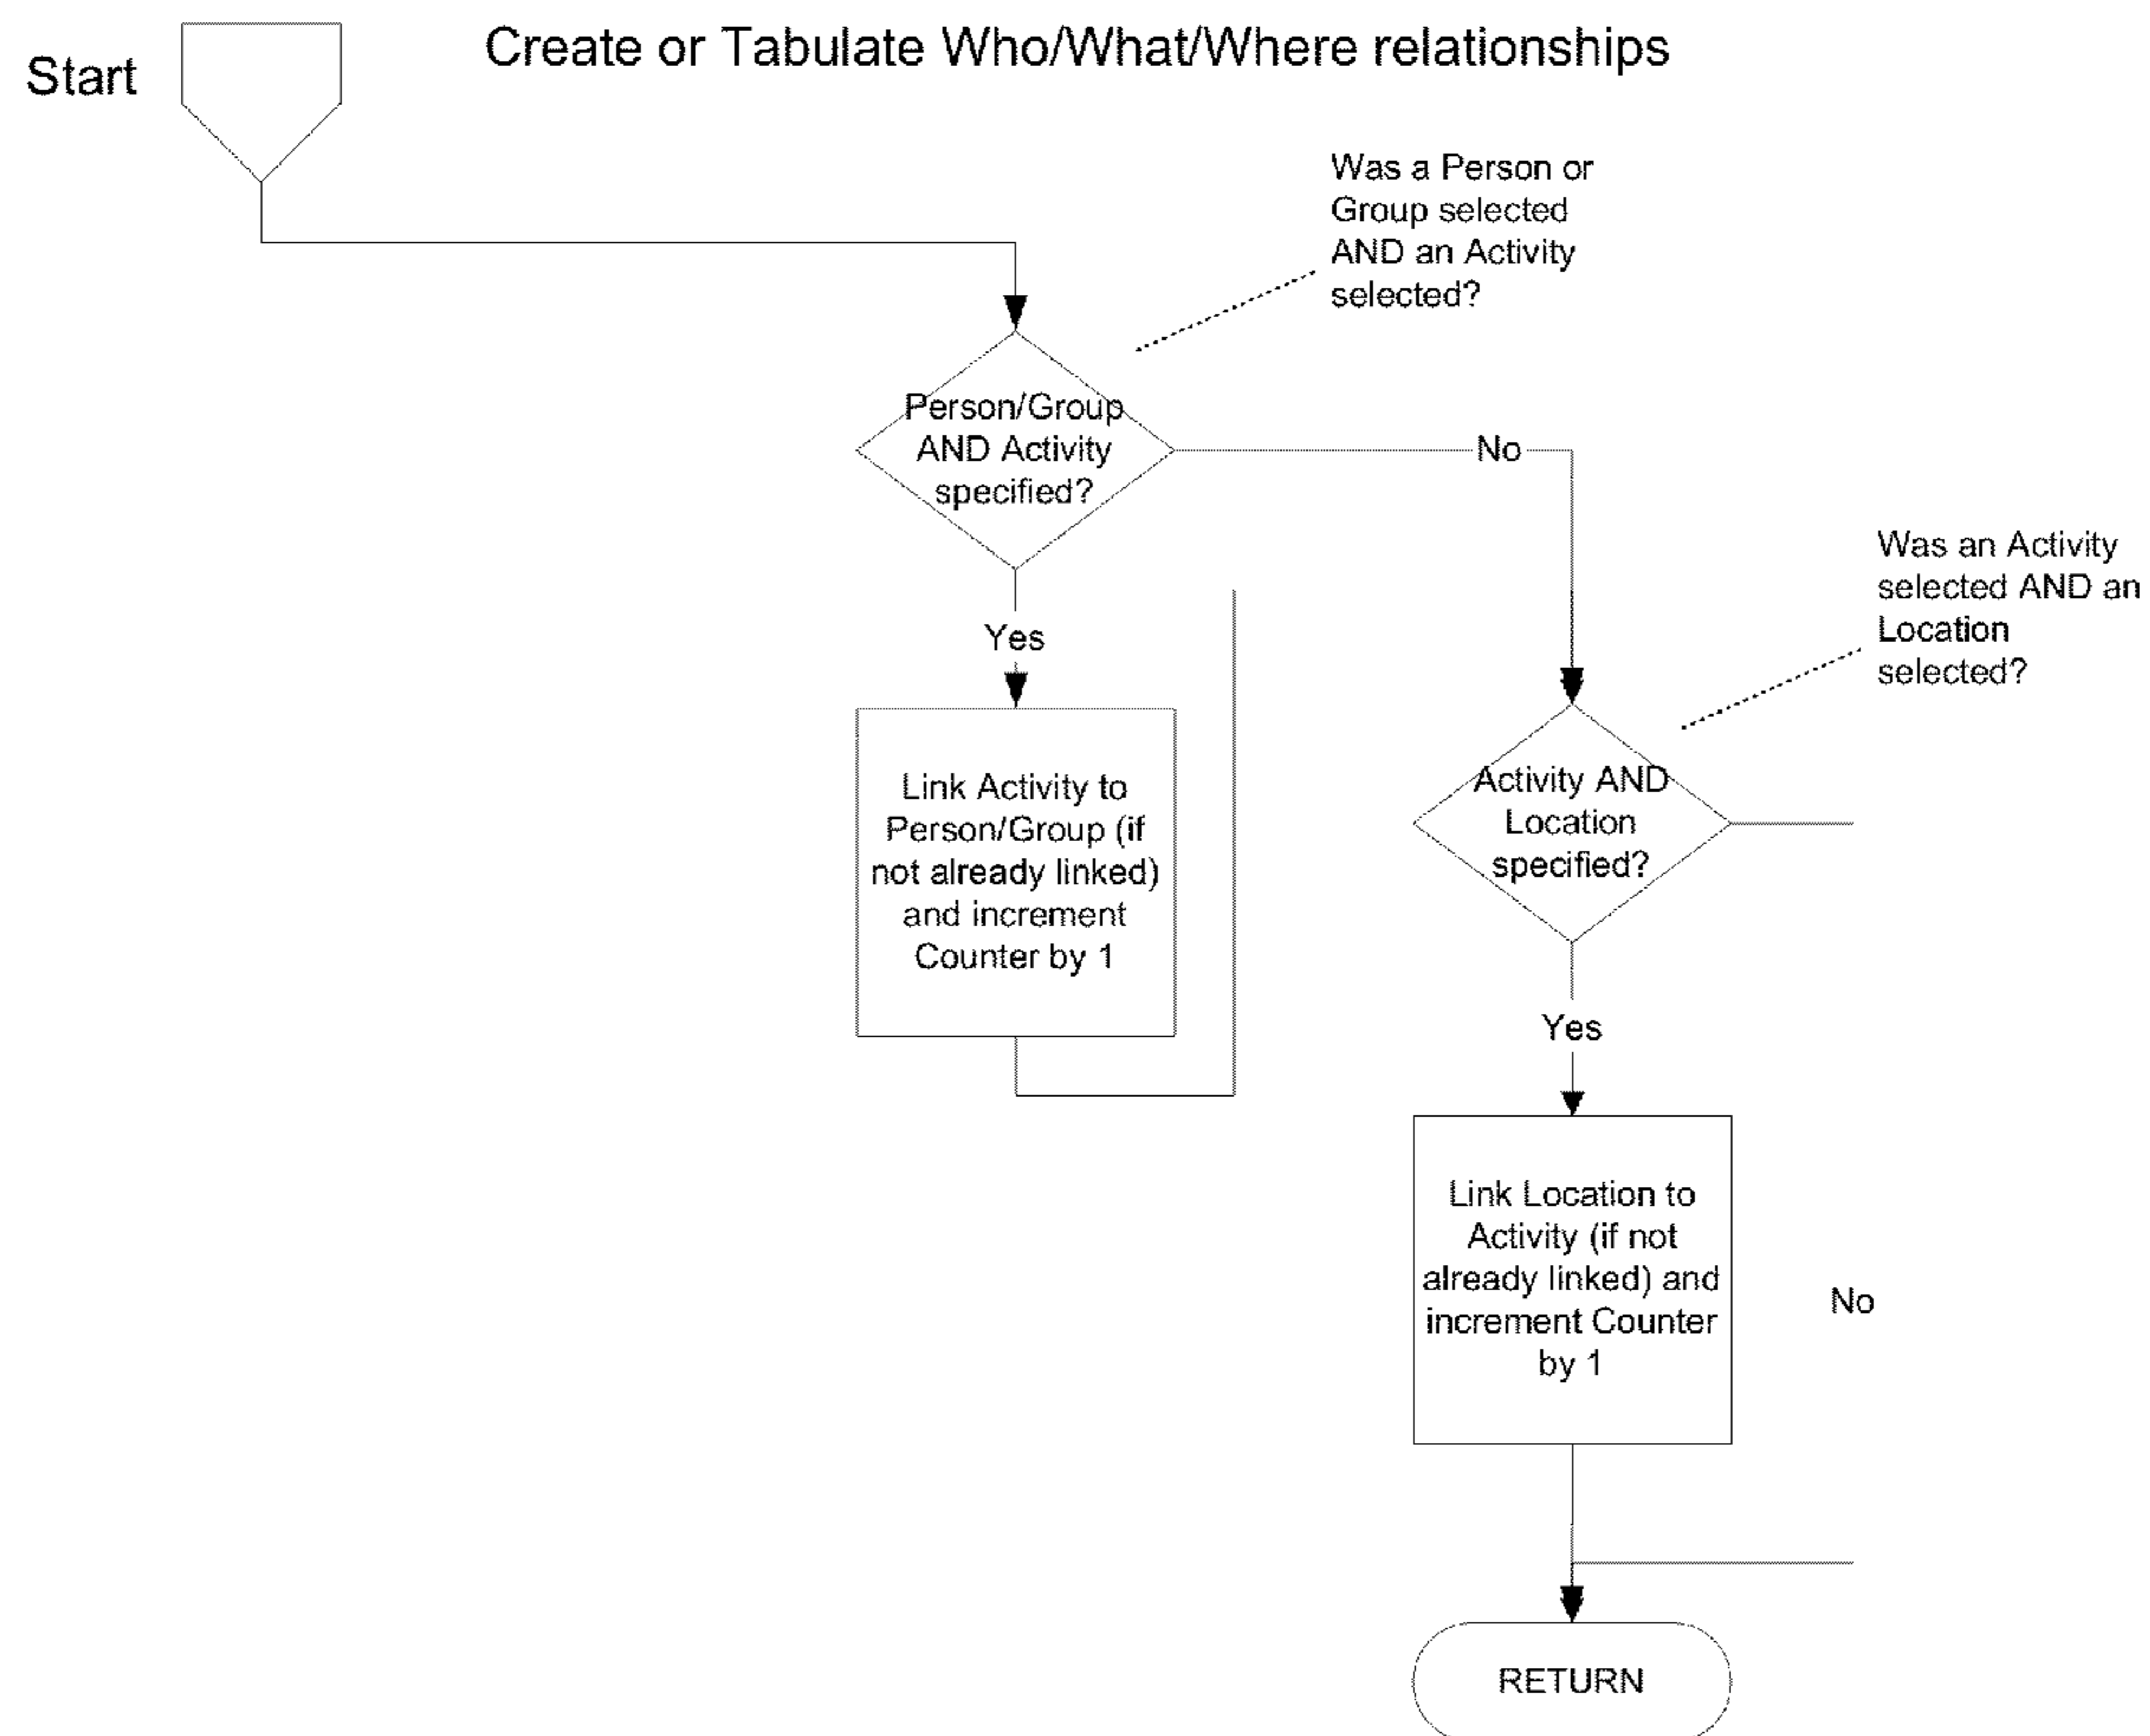 Create or Tabulate Who/What/Where relationships
Start
Was a Person or
Group selected
AND an Activity
selected?
Person/Group
AND Activity
specified?
No
Yes
Was an Activity
selected AND an
Location
selected?
Link Activity to
Person/Group (if
not already linked)
and increment
Counter by 1
Activity AND
Location
specified?
Yes
Link Location to
Activity (if not
already linked) and
increment Counter
by 1
No
RETURN